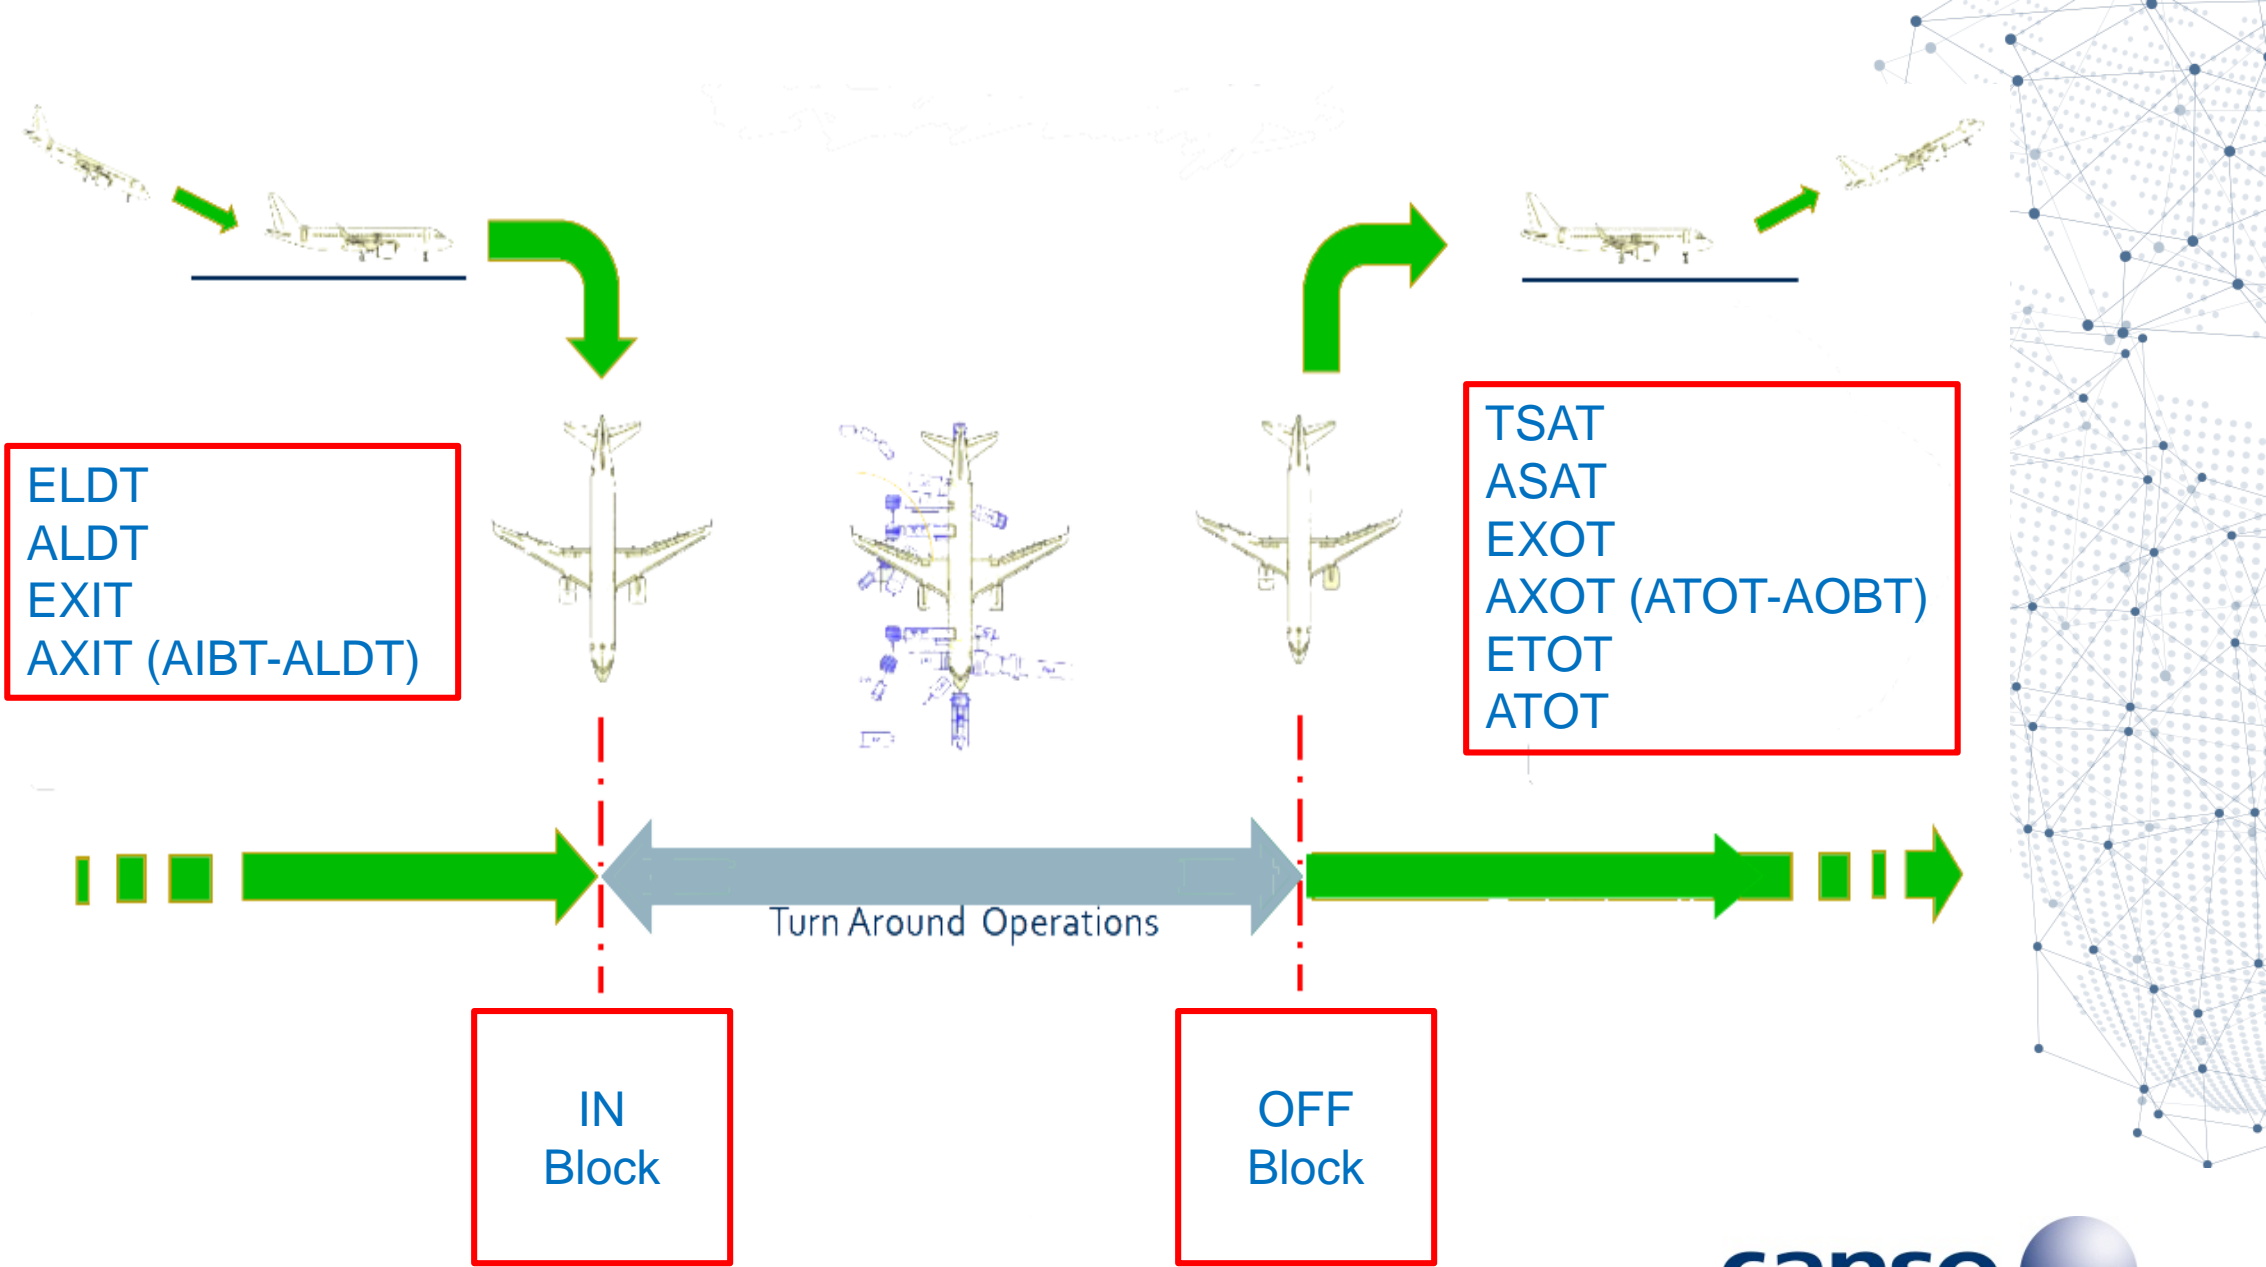 ELDT
ALDT
EXIT
AXIT (AIBT-ALDT)
TSAT
ASAT
EXOT
AXOT (ATOT-AOBT)
ETOT
ATOT
Turn Around Operations
IN
Block
OFF
Block
canso